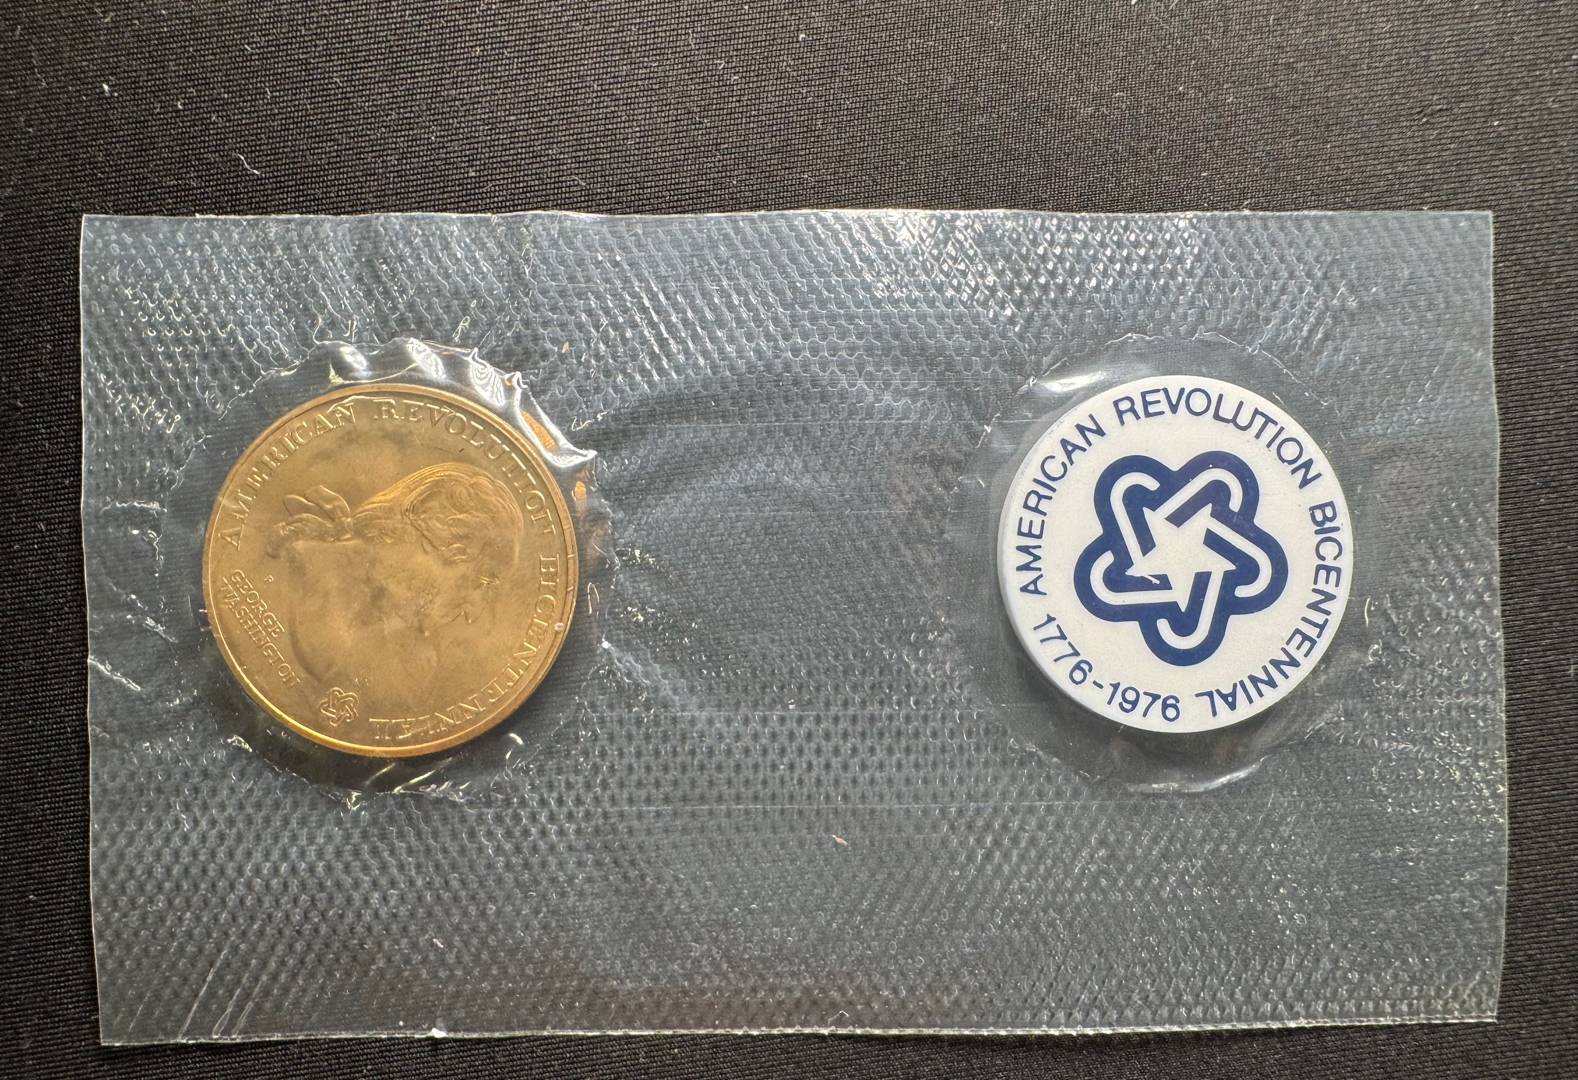 AMERICAN REVOLUTION BICENTENNIAL
P
GEORGE
WASHINGTON
AMERICAN REVOLUTION BICENTENNIAL
1776-1976